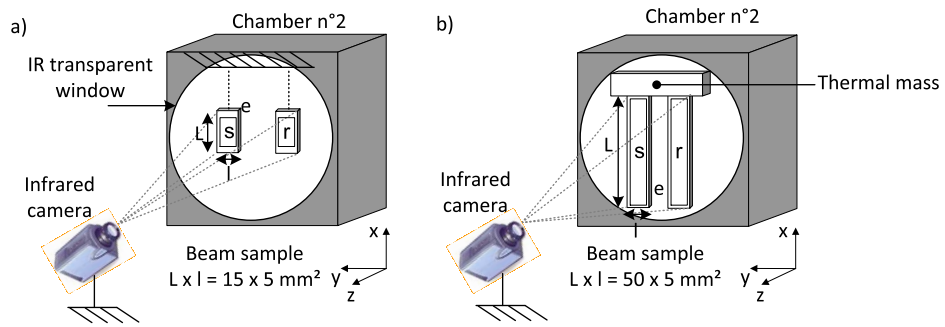 a)
Chamber n°2
IR transparent
window
e
L
s
r
l
Infrared
camera
Beam sample
L x l = 15 x 5 mm²
x
y
z
b)
Chamber n°2
Thermal mass
L
s
r
e
l
Infrared
camera
Beam sample
L x l = 50 x 5 mm²
x
y
z